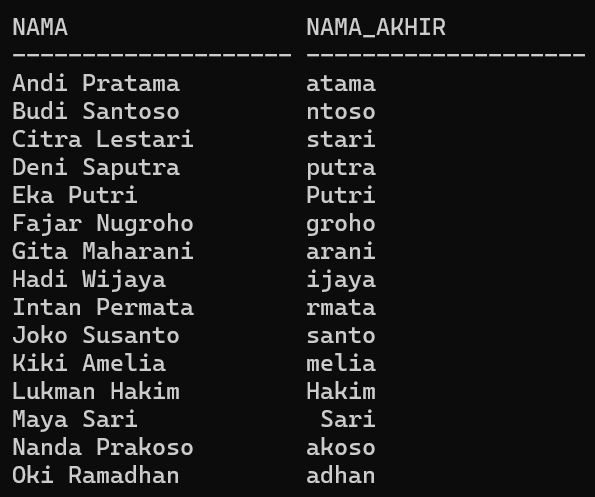 NAMA                 NAMA_AKHIR
-------------------- --------------------
Andi Pratama         atama
Budi Santoso         ntoso
Citra Lestari        stari
Deni Saputra         putra
Eka Putri            Putri
Fajar Nugroho        groho
Gita Maharani        arani
Hadi Wijaya          ijaya
Intan Permata        rmata
Joko Susanto         santo
Kiki Amelia          melia
Lukman Hakim         Hakim
Maya Sari             Sari
Nanda Prakoso        akoso
Oki Ramadhan         adhan